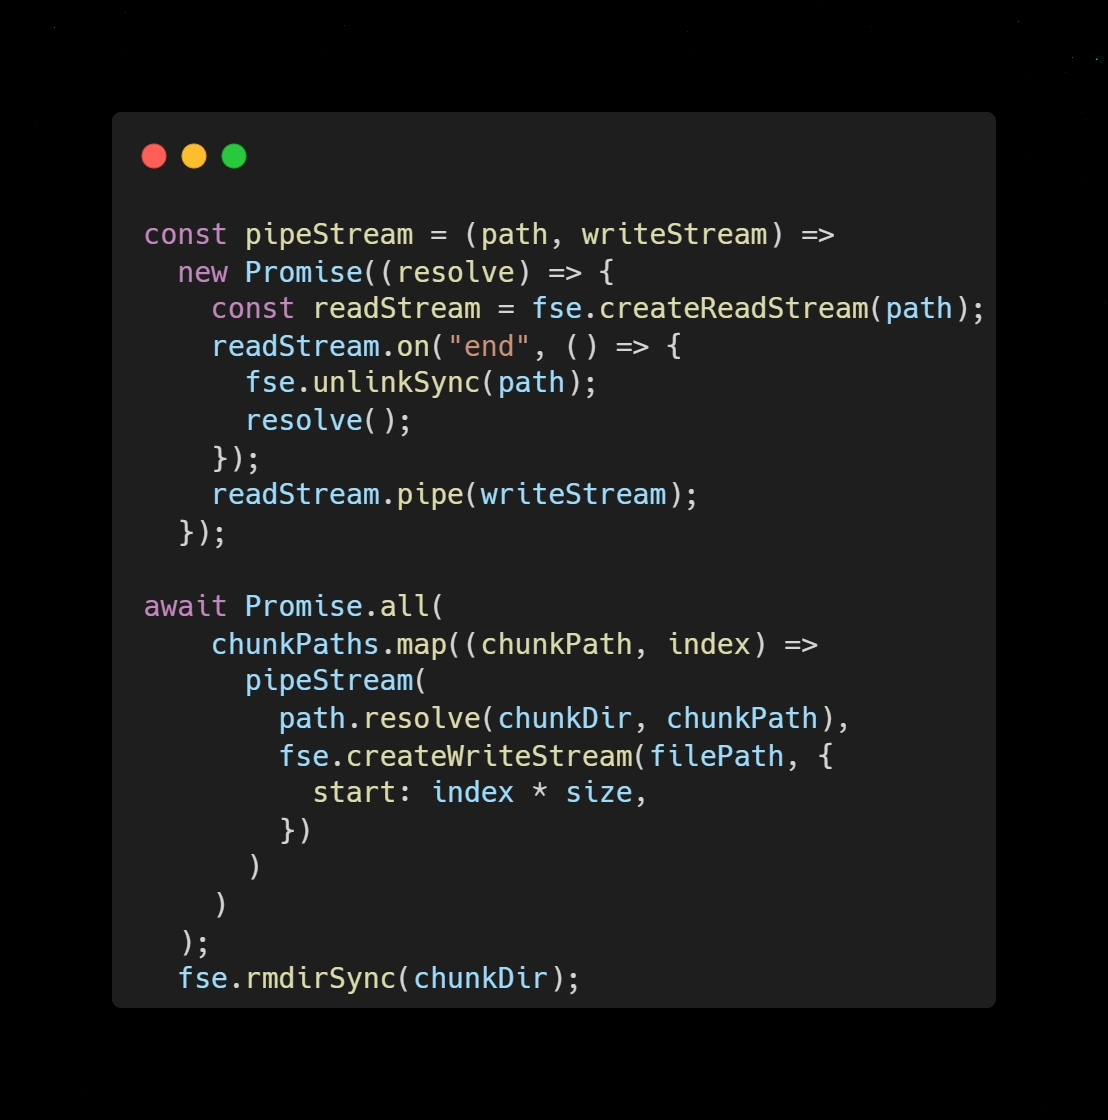 const pipeStream = (path, writeStream) =>
  new Promise((resolve) => {
    const readStream = fse.createReadStream(path);
    readStream.on("end", () => {
      fse.unlinkSync(path);
      resolve();
    });
    readStream.pipe(writeStream);
  });

await Promise.all(
    chunkPaths.map((chunkPath, index) =>
      pipeStream(
        path.resolve(chunkDir, chunkPath),
        fse.createWriteStream(filePath, {
          start: index * size,
        })
      )
    )
  );
  fse.rmdirSync(chunkDir);